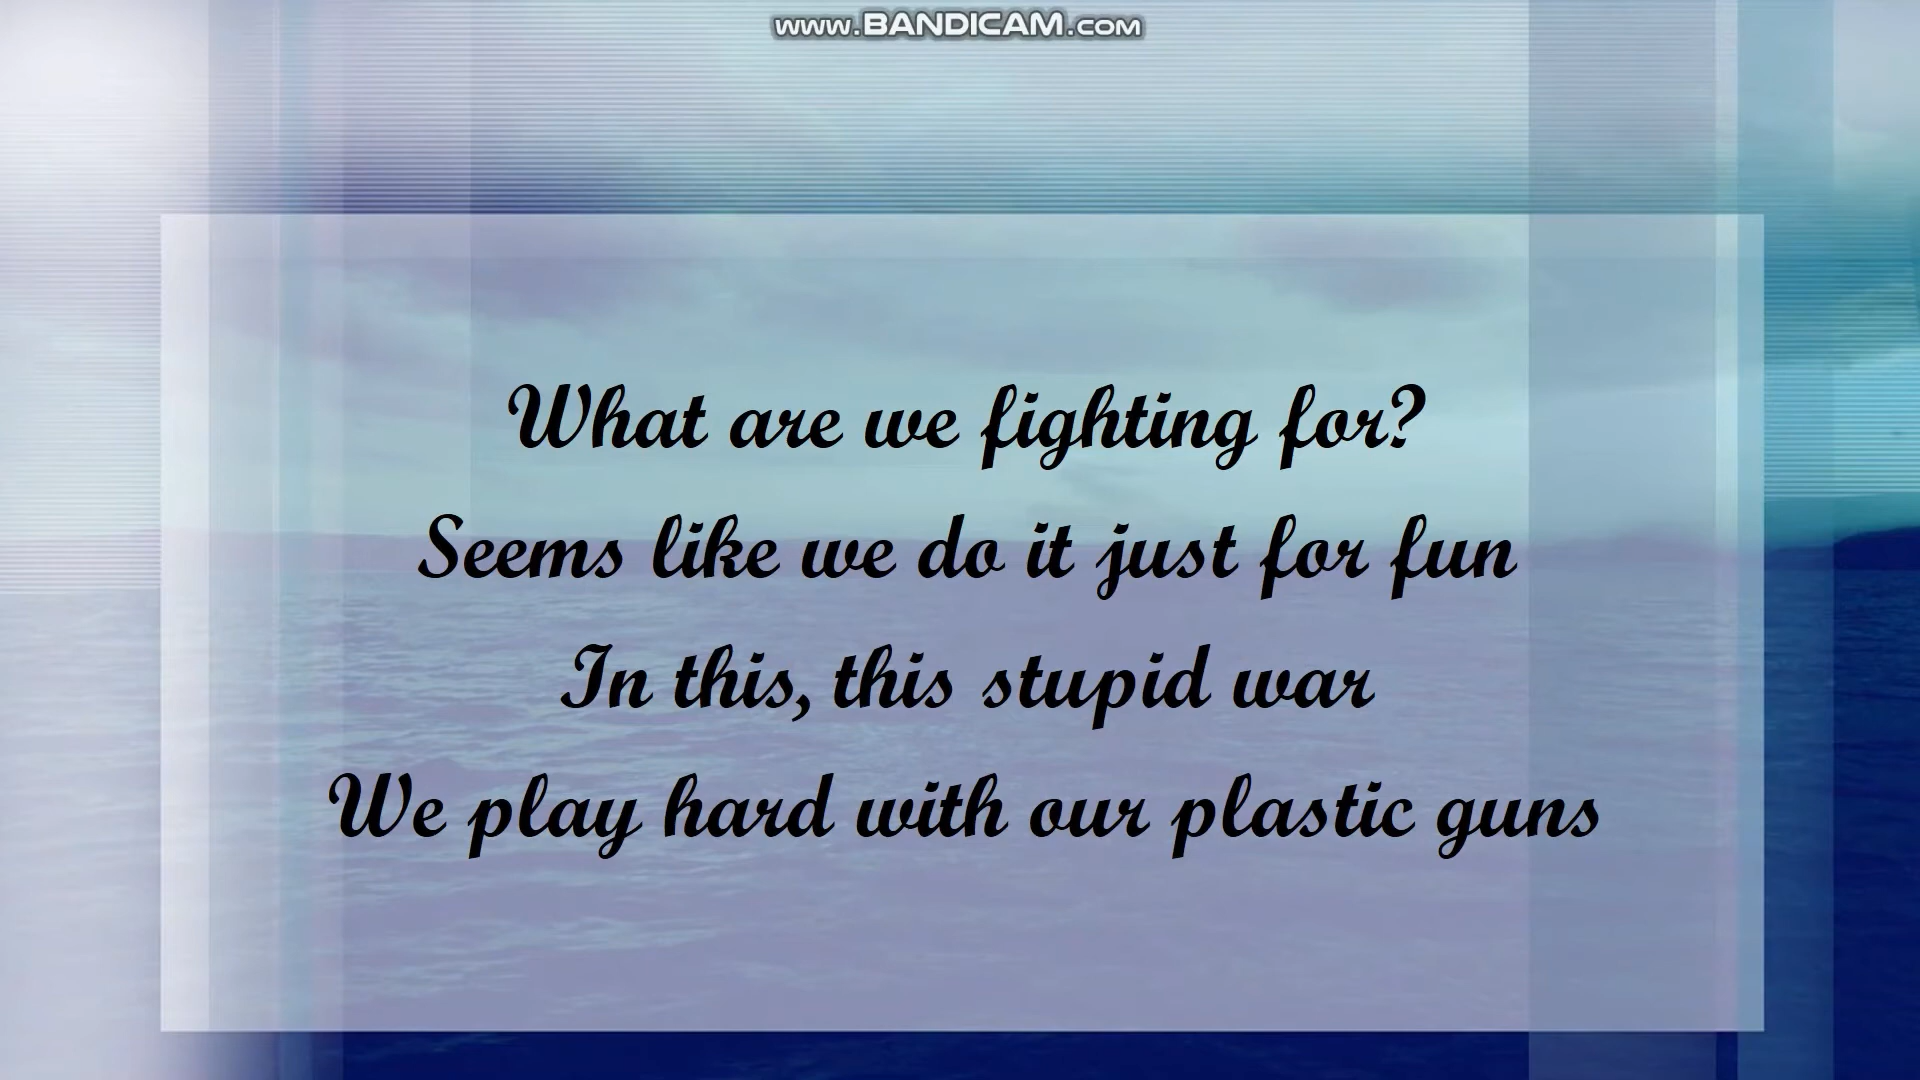 www.BANDICAM.com
What are we fighting for?
Seems like we do it just for fun
In this, this stupid war
We play hard with our plastic guns